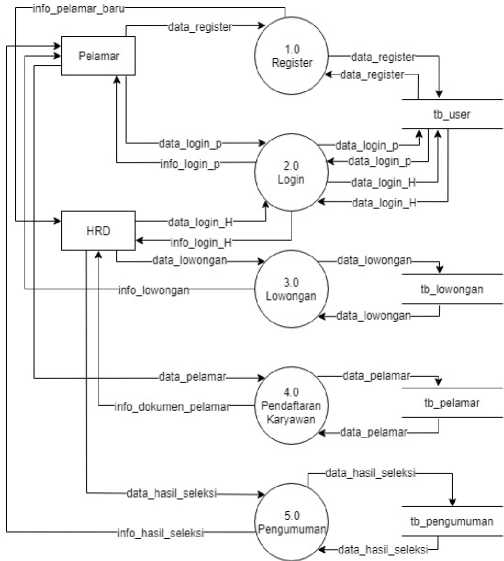 info_pelamar_baru
data_register
Pelamar
1.0
Register
data_register
data_register
tb_user
data_login_p
info_login_p
2.0
Login
data_login_p
data_login_p
data_login_H
data_login_H
HRD
data_login_H
info_login_H
data_lowongan
info_lowongan
3.0
Lowongan
data_lowongan
tb_lowongan
data_lowongan
data_pelamar
info_dokumen_pelamar
4.0
Pendaftaran
Karyawan
data_pelamar
tb_pelamar
data_pelamar
data_hasil_seleksi
info_hasil_seleksi
5.0
Pengumuman
data_hasil_seleksi
tb_pengumuman
data_hasil_seleksi